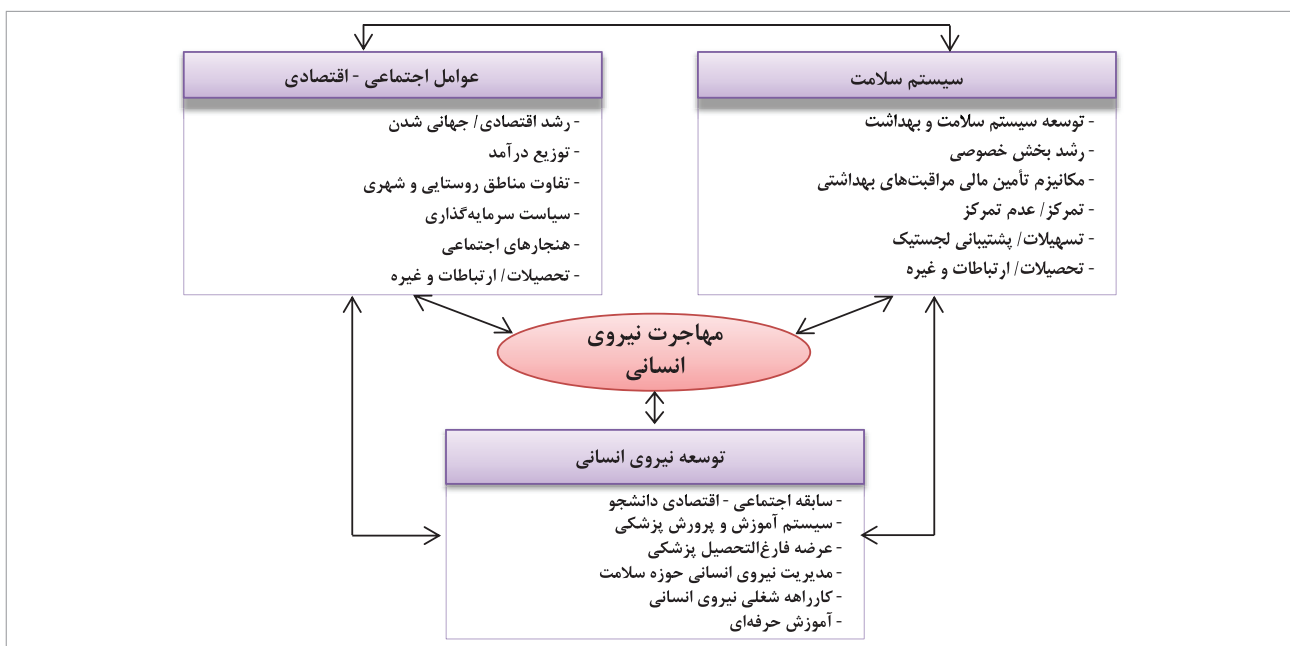 سیستم سلامت
- توسعه سیستم سلامت و بهداشت
- رشد بخش خصوصی
- مکانیزم تأمین مالی مراقبت‌های بهداشتی
- تمرکز/ عدم تمرکز
- تسهیلات/ پشتیبانی لجستیک
- تحصیلات/ ارتباطات و غیره
عوامل اجتماعی - اقتصادی
- رشد اقتصادی/ جهانی شدن
- توزیع درآمد
- تفاوت مناطق روستایی و شهری
- سیاست سرمایه‌گذاری
- هنجارهای اجتماعی
- تحصیلات/ ارتباطات و غیره
مهاجرت نیروی
انسانی
توسعه نیروی انسانی
- سابقه اجتماعی - اقتصادی دانشجو
- سیستم آموزش و پرورش پزشکی
- عرضه فارغ‌التحصیل پزشکی
- مدیریت نیروی انسانی حوزه سلامت
- کارراهه شغلی نیروی انسانی
- آموزش حرفه‌ای